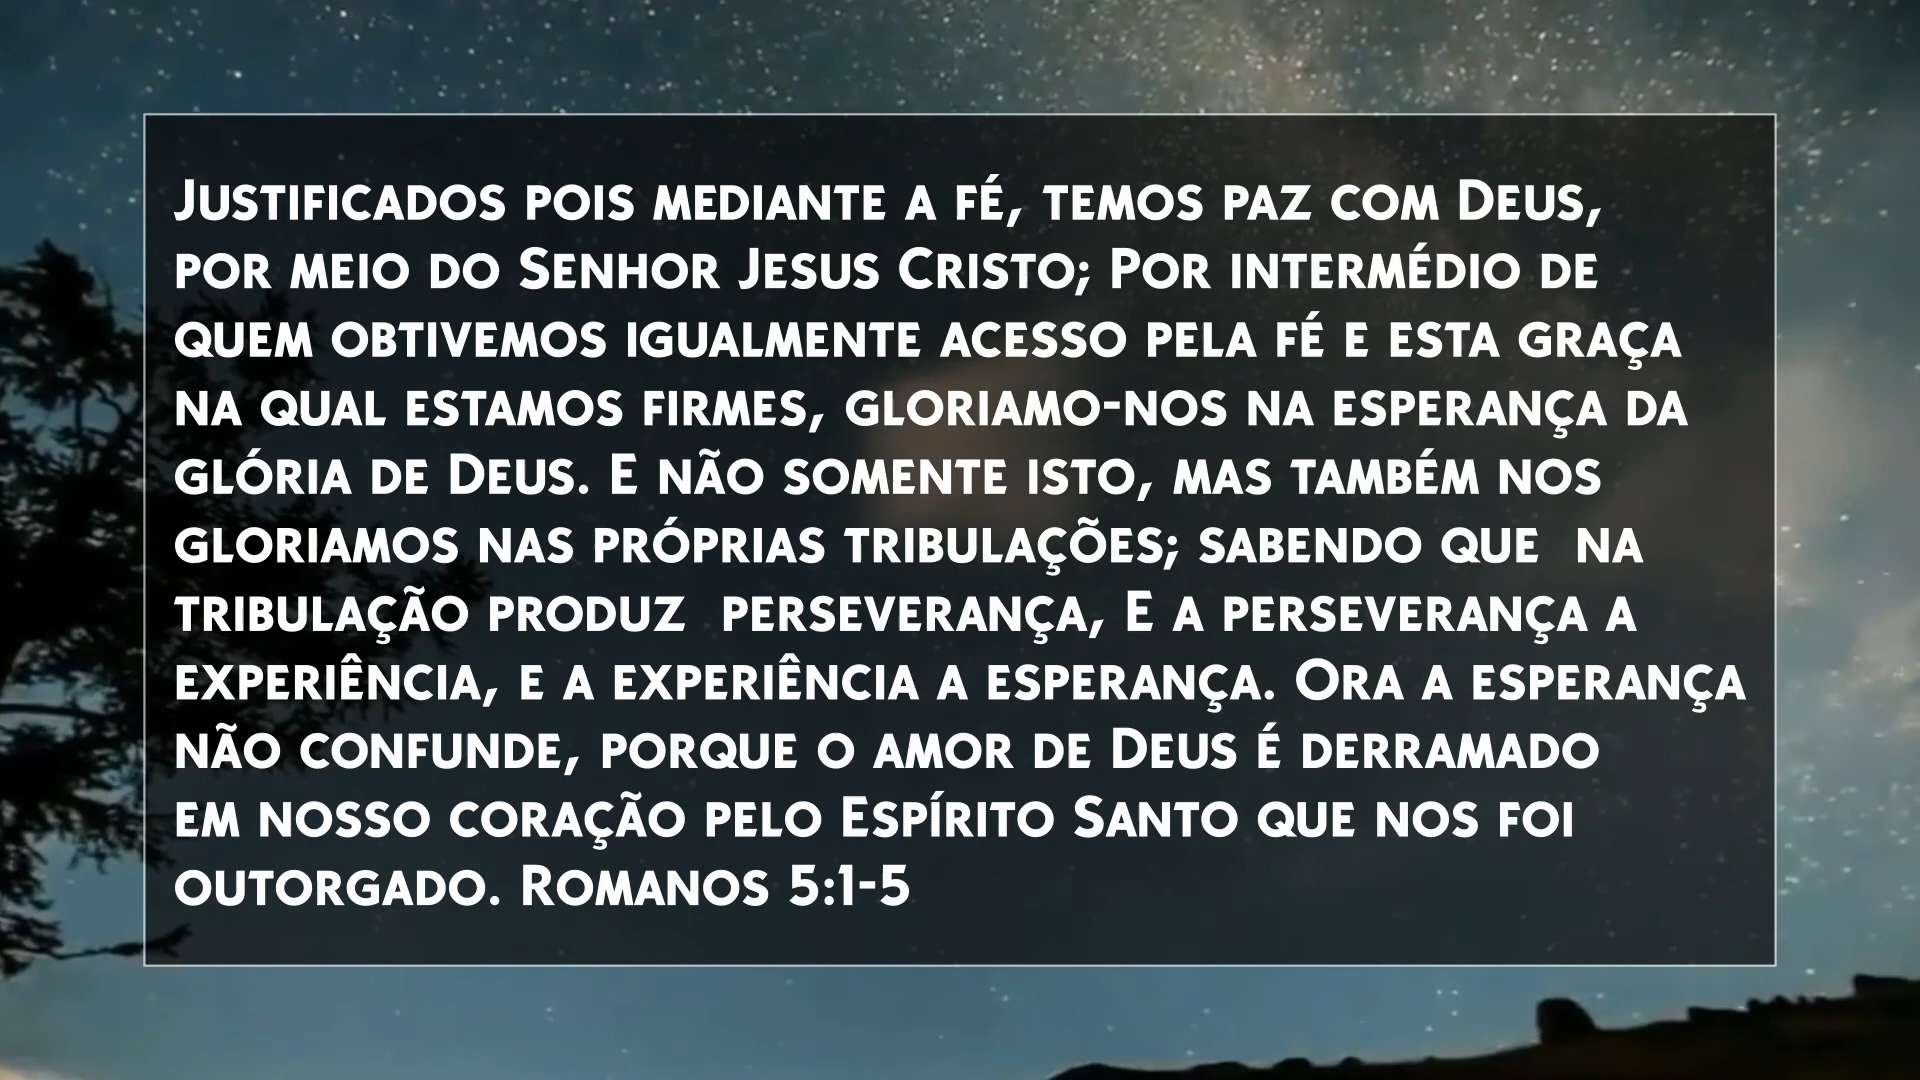 Justificados pois mediante a fé, temos paz com Deus,
por meio do Senhor Jesus Cristo; Por intermédio de
quem obtivemos igualmente acesso pela fé e esta graça
na qual estamos firmes, gloriamo-nos na esperança da
glória de Deus. E não somente isto, mas também nos
gloriamos nas próprias tribulações; sabendo que  na
tribulação produz  perseverança, E a perseverança a
experiência, e a experiência a esperança. Ora a esperança
não confunde, porque o amor de Deus é derramado
em nosso coração pelo Espírito Santo que nos foi
outorgado. Romanos 5:1-5